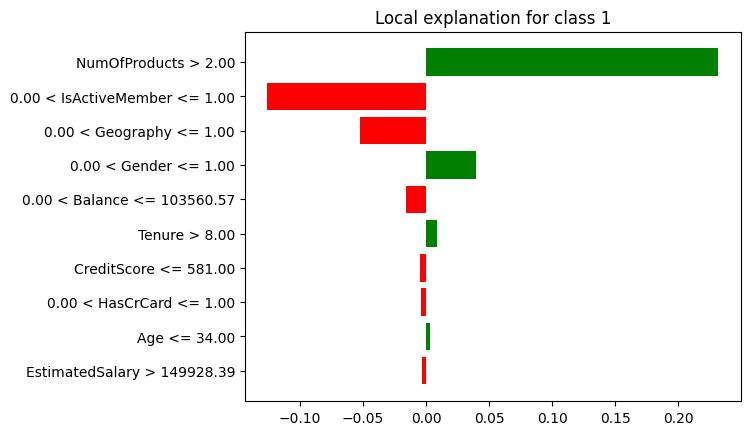 Local explanation for class 1
NumOfProducts > 2.00
0.00 < IsActiveMember <= 1.00
0.00 < Geography <= 1.00
0.00 < Gender <= 1.00
0.00 < Balance <= 103560.57
Tenure > 8.00
CreditScore <= 581.00
0.00 < HasCrCard <= 1.00
Age <= 34.00
EstimatedSalary > 149928.39
−0.10 −0.05 0.00 0.05 0.10 0.15 0.20